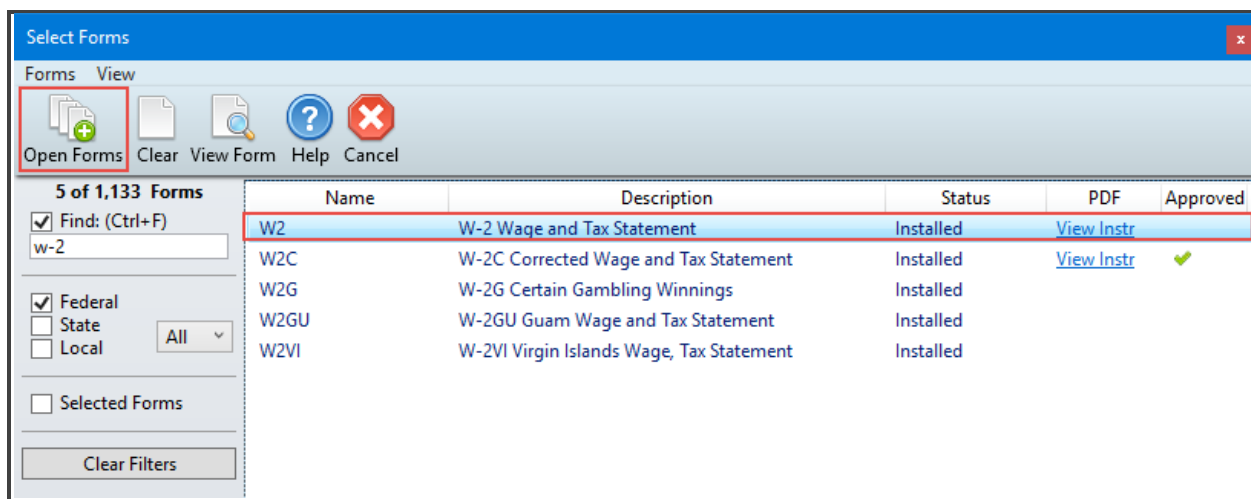 Select Forms
x
Forms View
Open Forms Clear View Form Help Cancel
5 of 1,133 Forms
Find: (Ctrl+F)
w-2
Federal
State
Local
All
Selected Forms
Clear Filters
Name Description Status PDF Approved
W2 W-2 Wage and Tax Statement Installed View Instr
W2C W-2C Corrected Wage and Tax Statement Installed View Instr
W2G W-2G Certain Gambling Winnings Installed
W2GU W-2GU Guam Wage and Tax Statement Installed
W2VI W-2VI Virgin Islands Wage, Tax Statement Installed